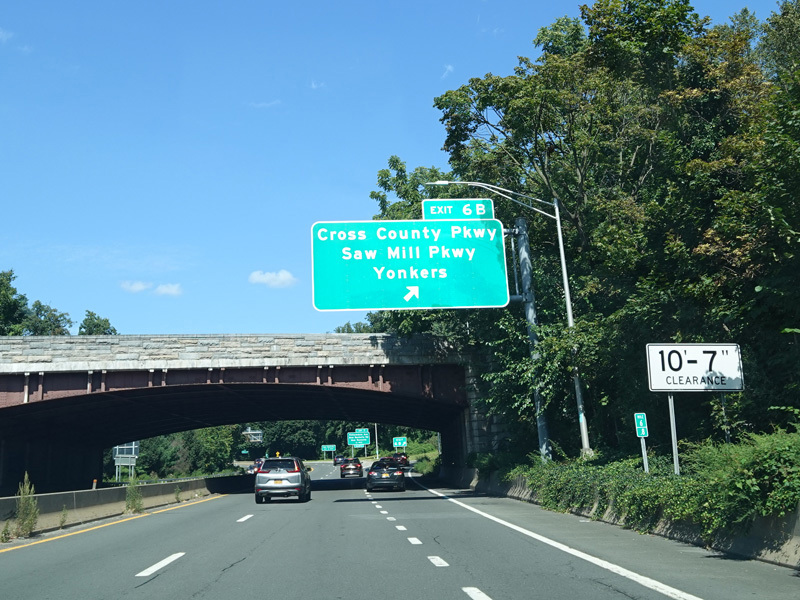 EXIT 6B
Cross County Pkwy
Saw Mill Pkwy
Yonkers
10'-7"
CLEARANCE